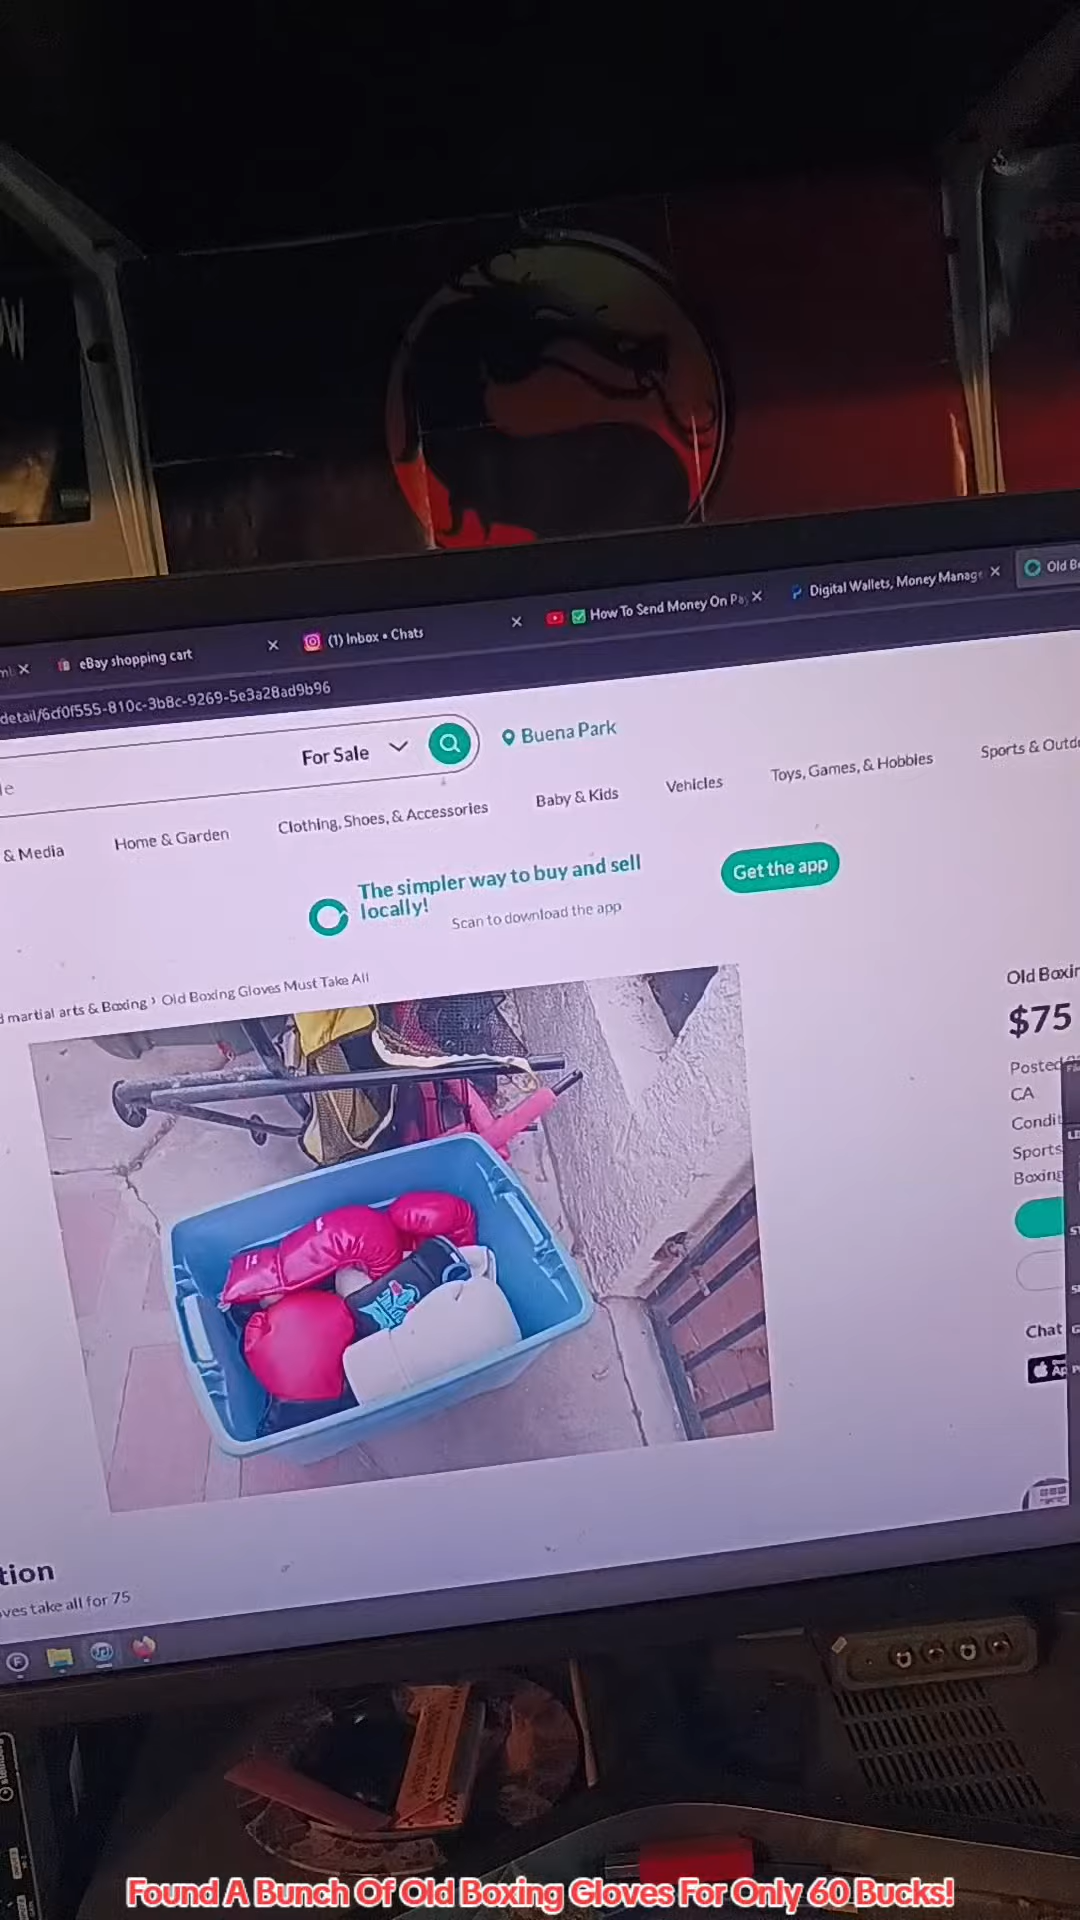 eBay shopping cart
(1) Inbox • Chats
How To Send Money On Pa
Digital Wallets, Money Manage
Old B
detail/6cf0f555-810c-3b8c-9269-5e3a28ad9b96
For Sale
Buena Park
& Media
Home & Garden
Clothing, Shoes, & Accessories
Baby & Kids
Vehicles
Toys, Games, & Hobbies
Sports & Outd
The simpler way to buy and sell
locally!
Scan to download the app
Get the app
d martial arts & Boxing › Old Boxing Gloves Must Take All
Old Boxin
$75
Posted
CA
Condit
Sports
Boxing
Chat
tion
ves take all for 75
Found A Bunch Of Old Boxing Gloves For Only 60 Bucks!